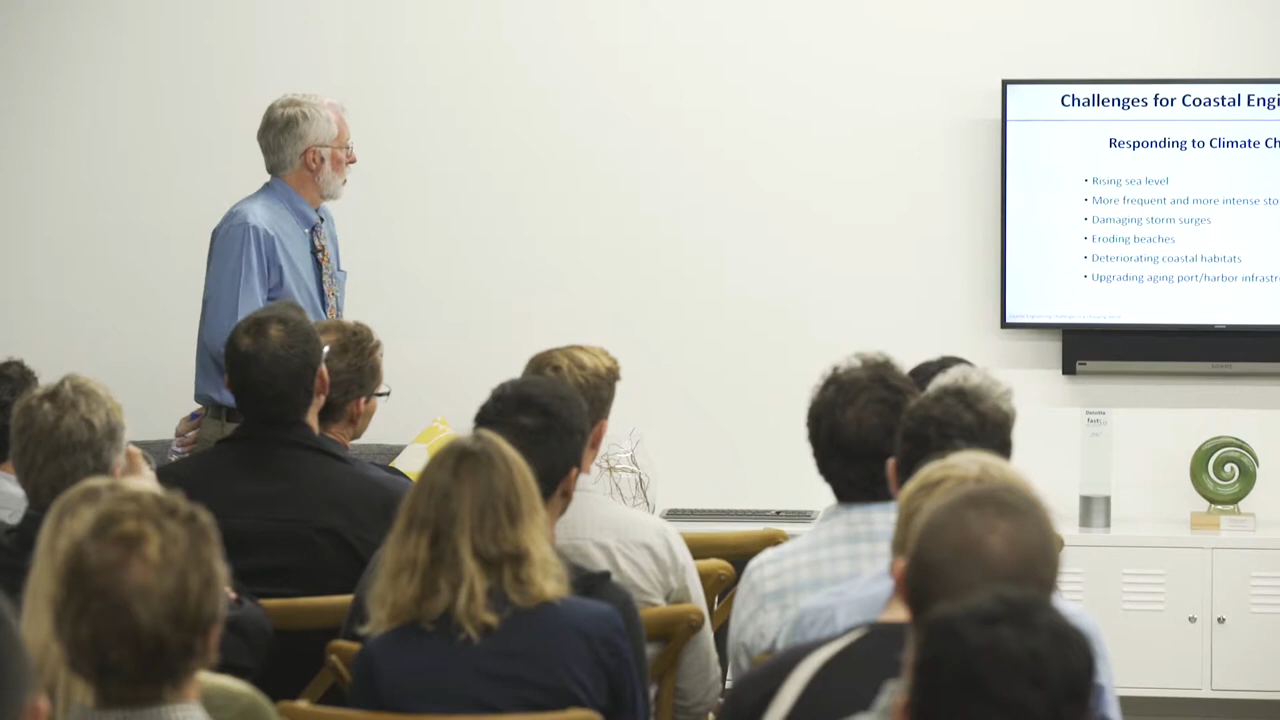 Challenges for Coastal Engi
Responding to Climate Ch
• Rising sea level
• More frequent and more intense sto
• Damaging storm surges
• Eroding beaches
• Deteriorating coastal habitats
• Upgrading aging port/harbor infrastr
Deloitte